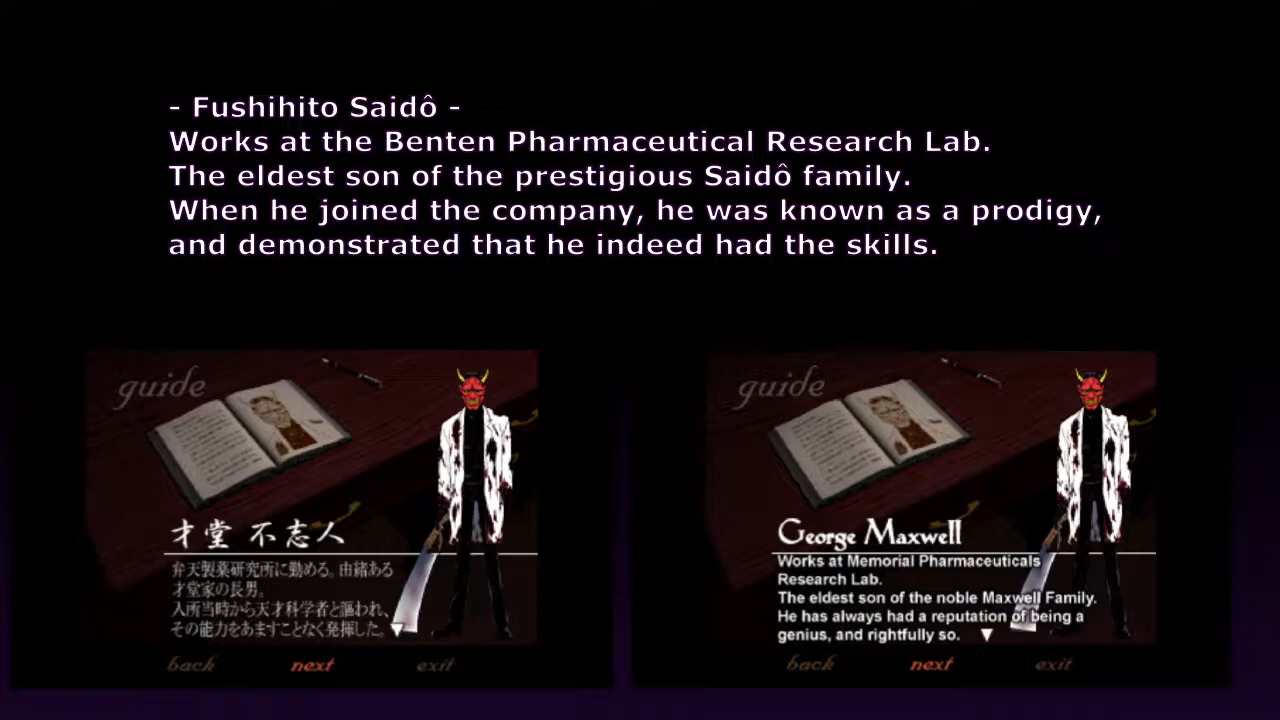 - Fushihito Saidô -
Works at the Benten Pharmaceutical Research Lab.
The eldest son of the prestigious Saidô family.
When he joined the company, he was known as a prodigy,
and demonstrated that he indeed had the skills.
guide
才堂 不志人
弁天製薬研究所に勤める。由緒ある
才堂家の長男。
入所当時から天才科学者と謳われ、
その能力をあますことなく発揮した。
back next exit
guide
George Maxwell
Works at Memorial Pharmaceuticals
Research Lab.
The eldest son of the noble Maxwell Family.
He has always had a reputation of being a
genius, and rightfully so.
back next exit